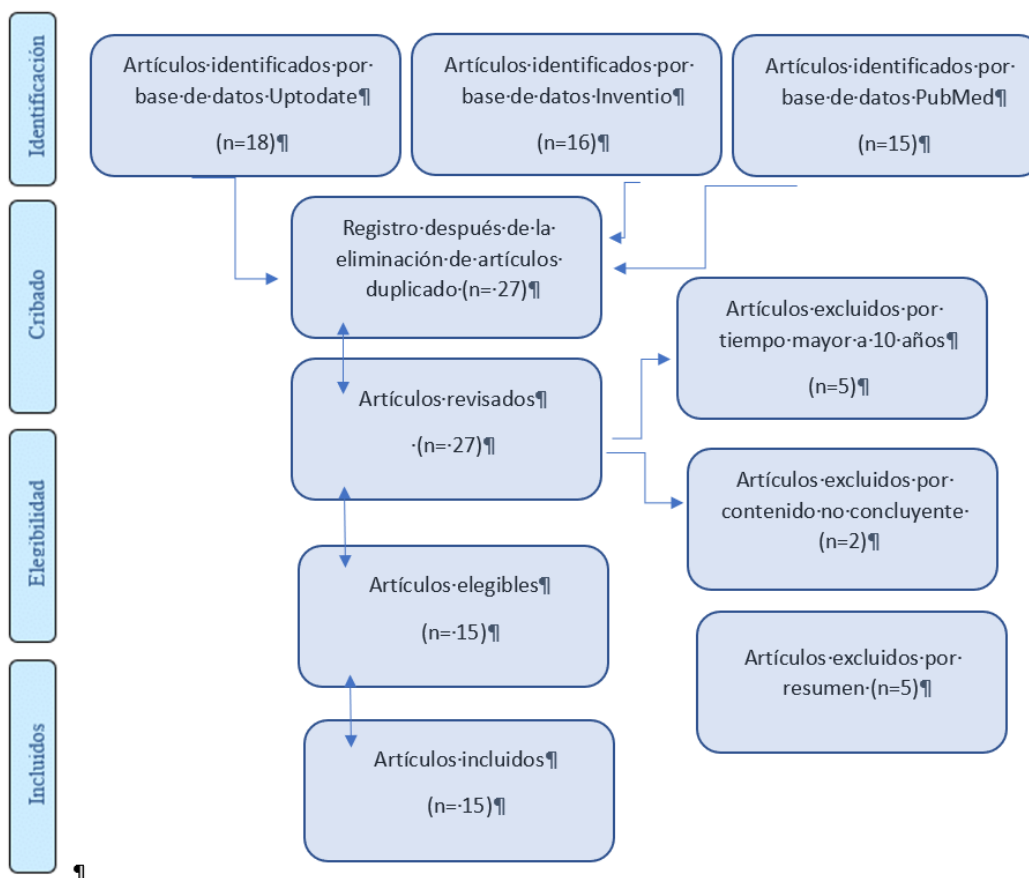 Identificación
Artículos·identificados·por·
base·de·datos·Uptodate¶
(n=18)¶
Artículos·identificados·por·
base·de·datos·Inventio¶
(n=16)¶
Artículos·identificados·por·
base·de·datos·PubMed¶
(n=15)¶
Cribado
Registro·después·de·la·
eliminación·de·artículos·
duplicado·(n=·27)¶
Artículos·excluidos·por·
tiempo·mayor·a·10·años¶
(n=5)¶
Artículos·revisados¶
·(n=·27)¶
Elegibilidad
Artículos·excluidos·por·
contenido·no·concluyente·
(n=2)¶
Artículos·elegibles¶
(n=·15)¶
Artículos·excluidos·por·
resumen·(n=5)¶
Incluidos
Artículos·incluidos¶
(n=·15)¶
¶